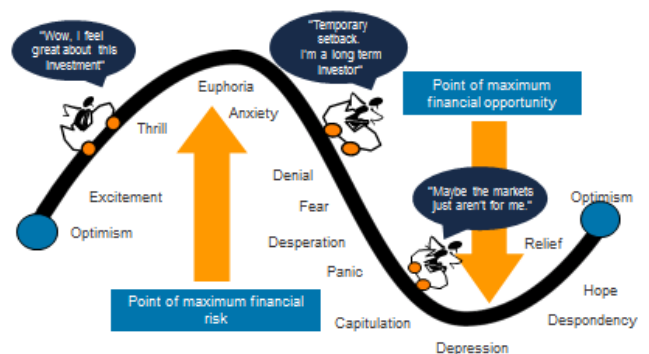 "Wow, I feel
great about this
Investment"
"Temporary
setback.
I'm a long term
Investor"
Point of maximum
financial opportunity
Euphoria
Anxiety
Thrill
Denial
Excitement
Fear
"Maybe the markets
just aren't for me."
Optimism
Optimism
Desperation
Relief
Panic
Point of maximum financial
risk
Hope
Capitulation
Despondency
Depression